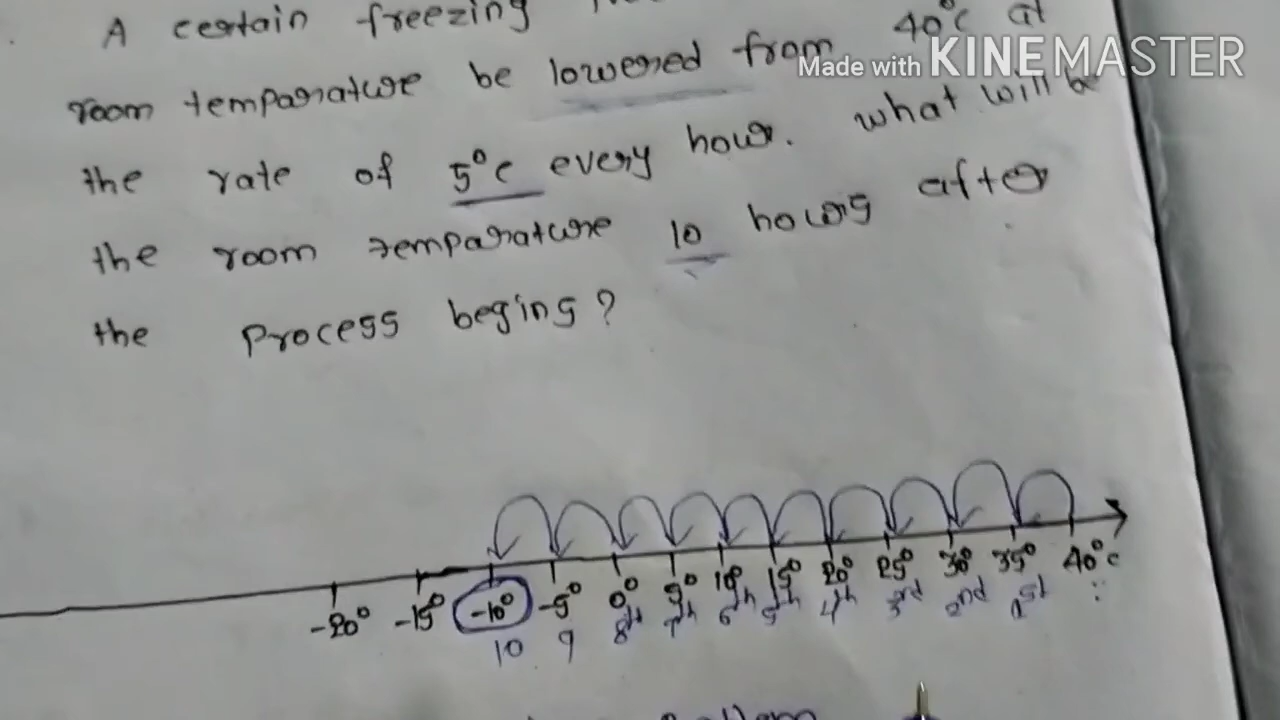 A certain freezing
room temparature be lowered from 40°c at
Made with KINEMASTER
the rate of 5°c every hour. what will be
the room temparature 10 hours after
the process begins?
-20° -15° -10° -5° 0° 5° 10° 15° 20° 25° 30° 35° 40°c
10 9 8th 7th 6th 5th 4th 3rd 2nd 1st